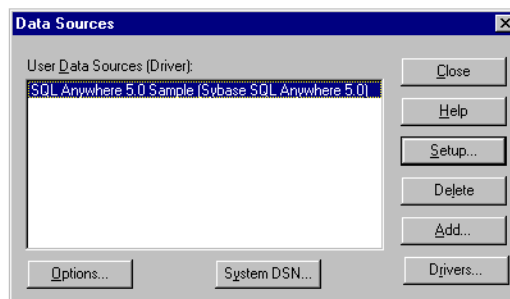 Data Sources
User Data Sources (Driver):
SQL Anywhere 5.0 Sample (Sybase SQL Anywhere 5.0)
Close
Help
Setup...
Delete
Add...
Options...
System DSN...
Drivers...